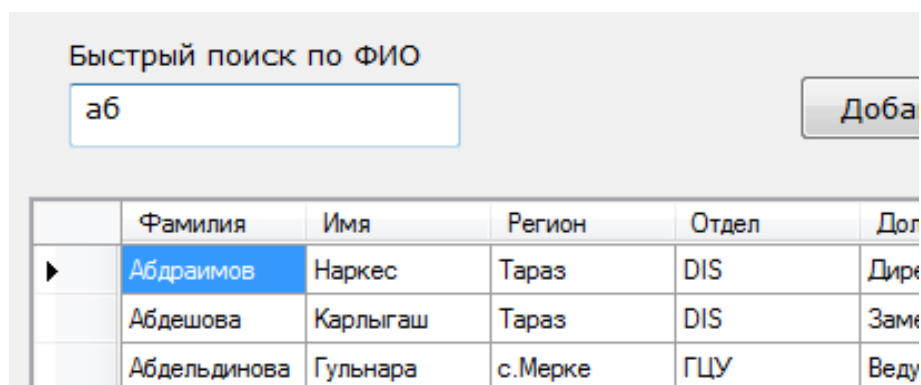 Быстрый поиск по ФИО
аб
Фамилия Имя Регион Отдел
Абдраимов Наркес Тараз DIS
Абдешова Карлыгаш Тараз DIS
Абдельдинова Гульнара с.Мерке ГЦУ